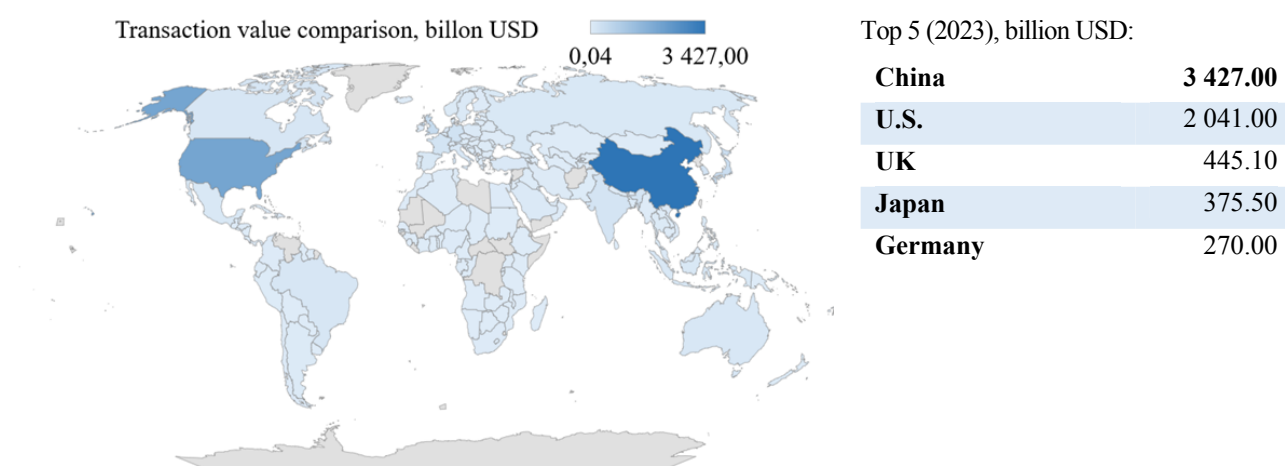 Transaction value comparison, billon USD
0,04 3 427,00
Top 5 (2023), billion USD:
China 3 427.00
U.S. 2 041.00
UK 445.10
Japan 375.50
Germany 270.00